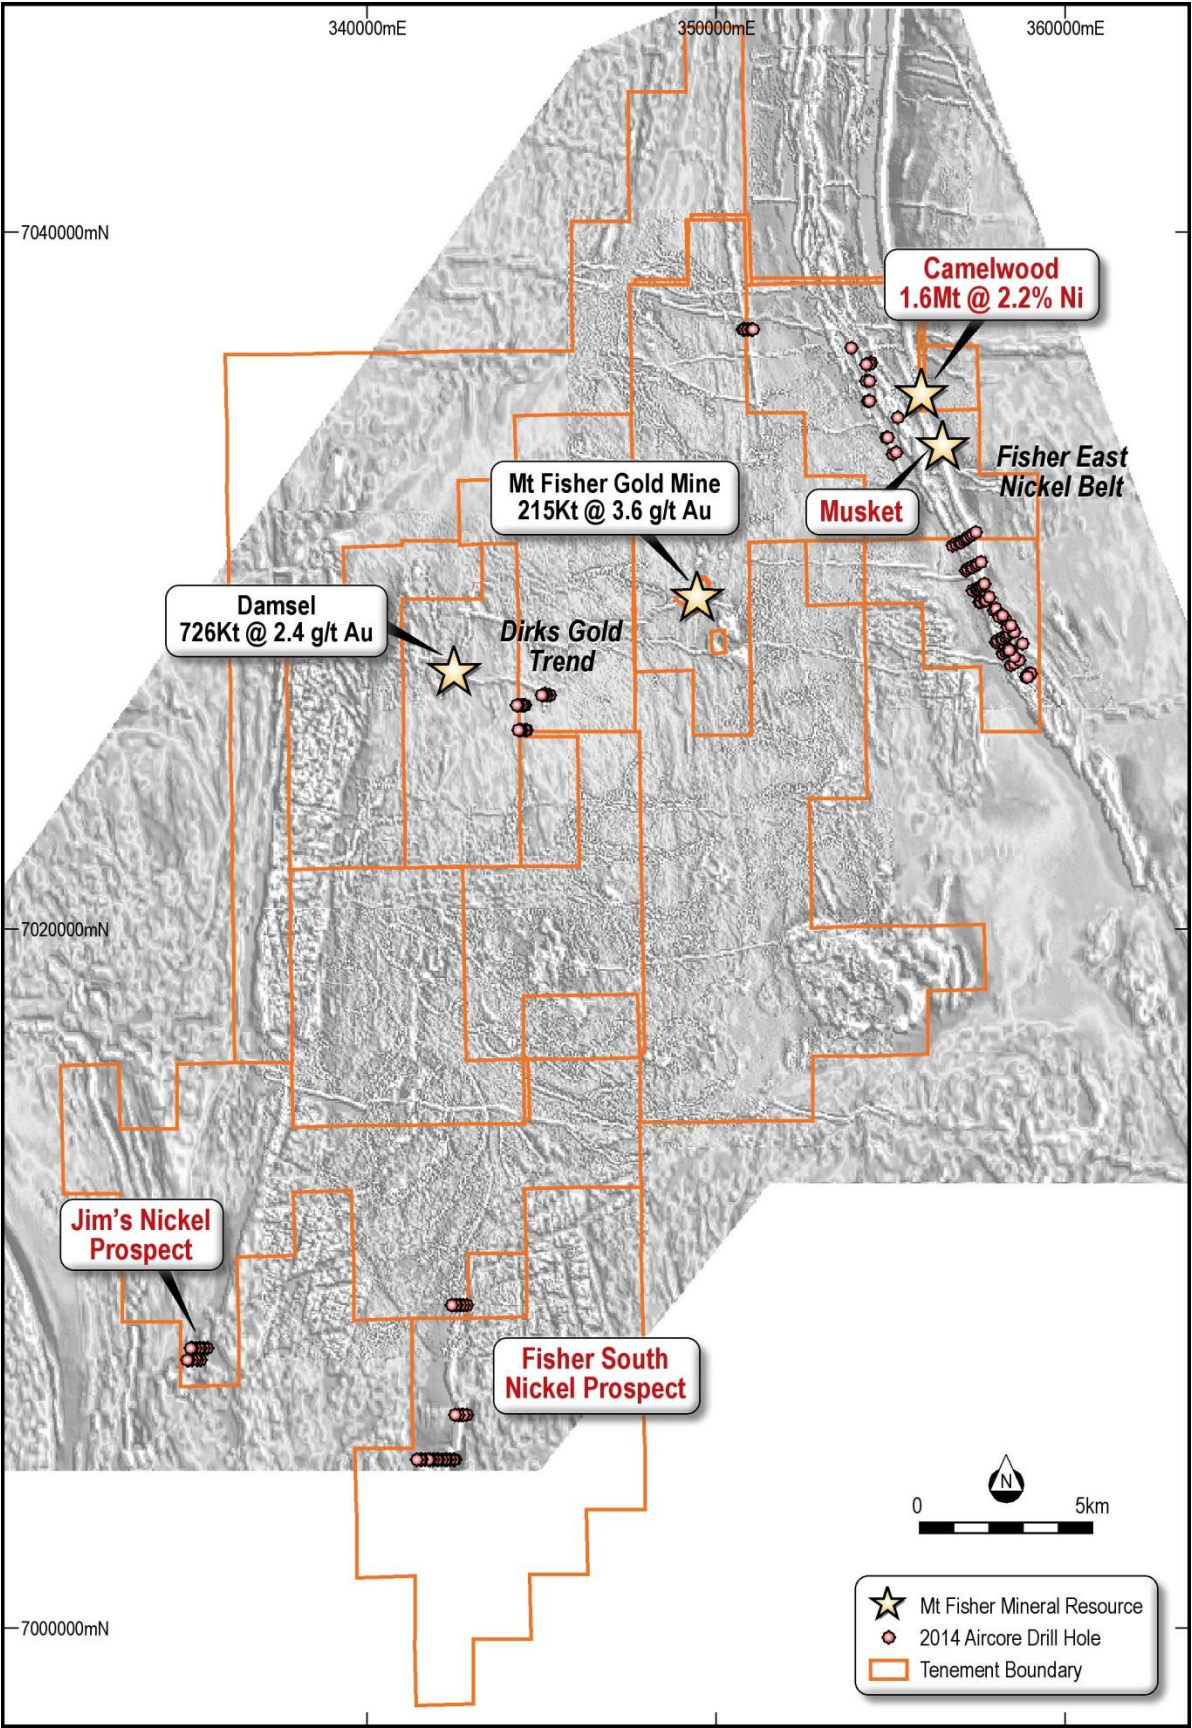 340000mE
350000mE
360000mE
7040000mN
Camelwood
1.6Mt @ 2.2% Ni
Fisher East
Nickel Belt
Mt Fisher Gold Mine
215Kt @ 3.6 g/t Au
Musket
Damsel
726Kt @ 2.4 g/t Au
Dirks Gold
Trend
7020000mN
Jim's Nickel
Prospect
Fisher South
Nickel Prospect
N
0
5km
7000000mN
Mt Fisher Mineral Resource
2014 Aircore Drill Hole
Tenement Boundary